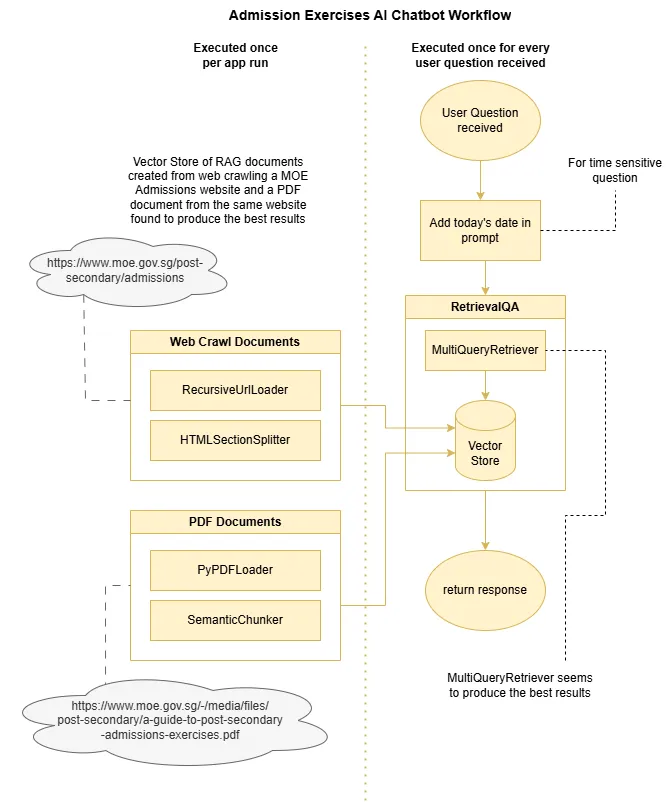 Admission Exercises AI Chatbot Workflow
Executed once
per app run
Executed once for every
user question received
User Question
received
Vector Store of RAG documents
created from web crawling a MOE
Admissions website and a PDF
document from the same website
found to produce the best results
For time sensitive
question
Add today's date in
prompt
https://www.moe.gov.sg/post-
secondary/admissions
RetrievalQA
MultiQueryRetriever
Vector
Store
Web Crawl Documents
RecursiveUrlLoader
HTMLSectionSplitter
PDF Documents
PyPDFLoader
SemanticChunker
return response
https://www.moe.gov.sg/-/media/files/
post-secondary/a-guide-to-post-secondary
-admissions-exercises.pdf
MultiQueryRetriever seems
to produce the best results